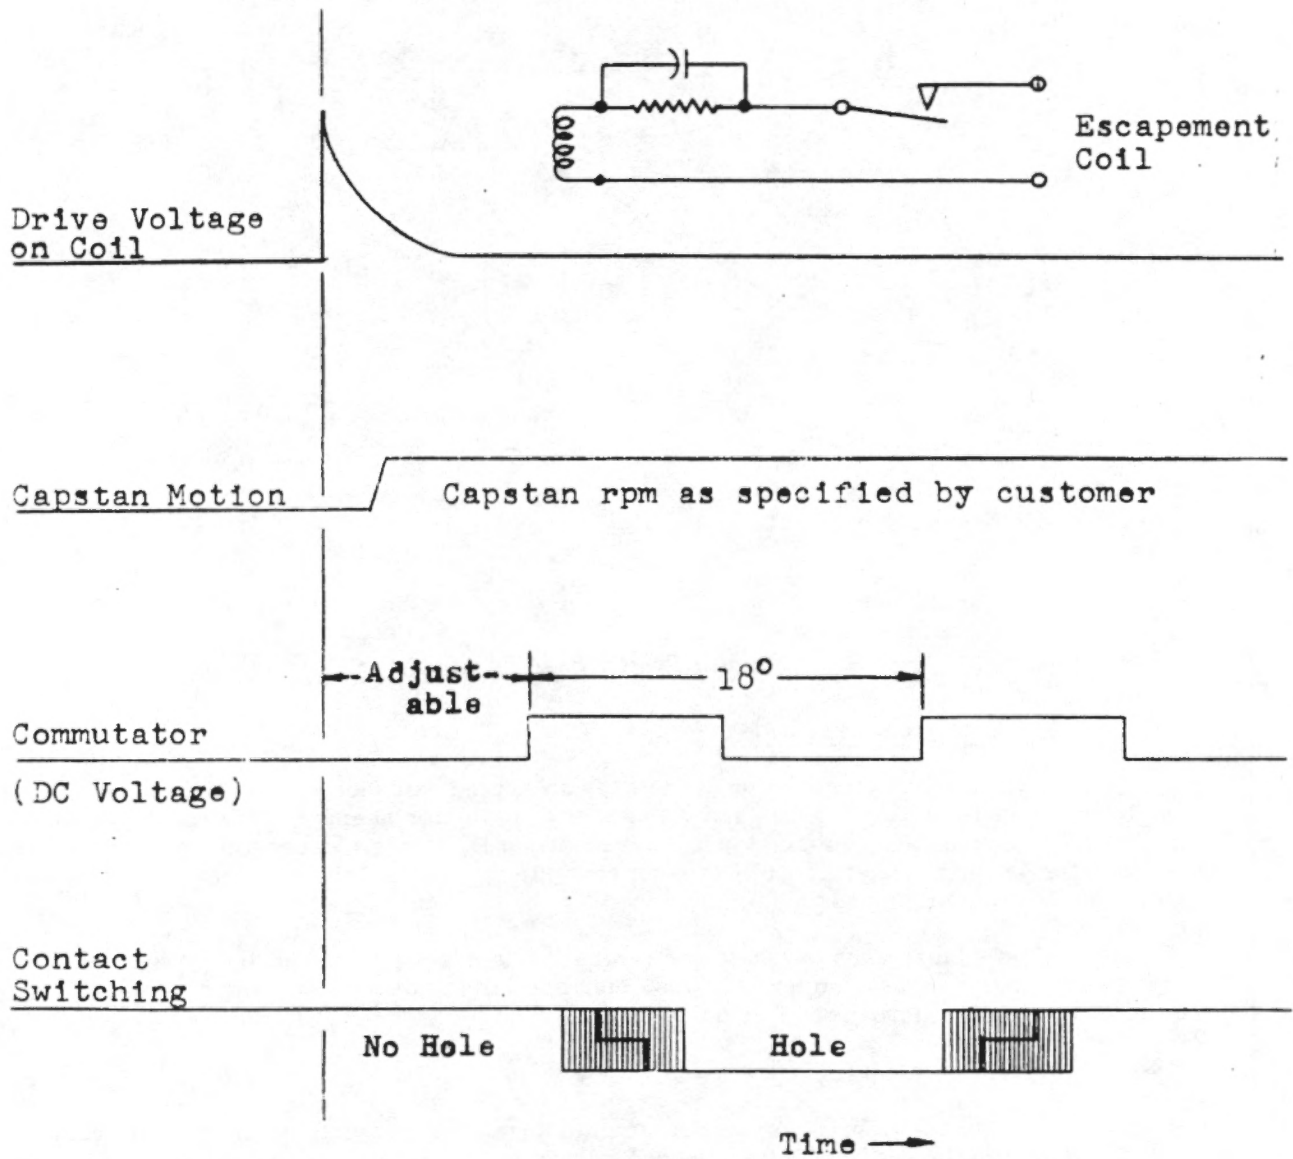 Escapement
Coil
Drive Voltage
on Coil
Capstan Motion
Capstan rpm as specified by customer
Adjust-
able
18°
Commutator
(DC Voltage)
Contact
Switching
No Hole
Hole
Time